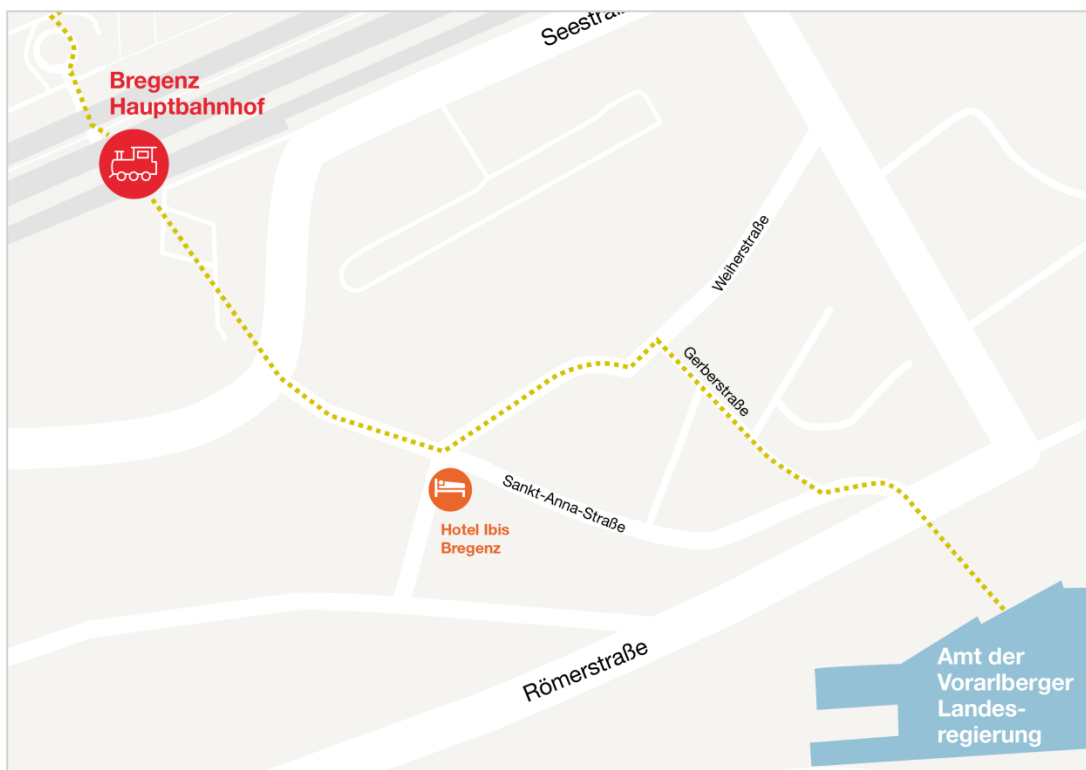 Bregenz
Hauptbahnhof
Weiherstraße
Gerberstraße
Sankt-Anna-Straße
Hotel Ibis
Bregenz
Römerstraße
Amt der
Vorarlberger
Landes-
regierung